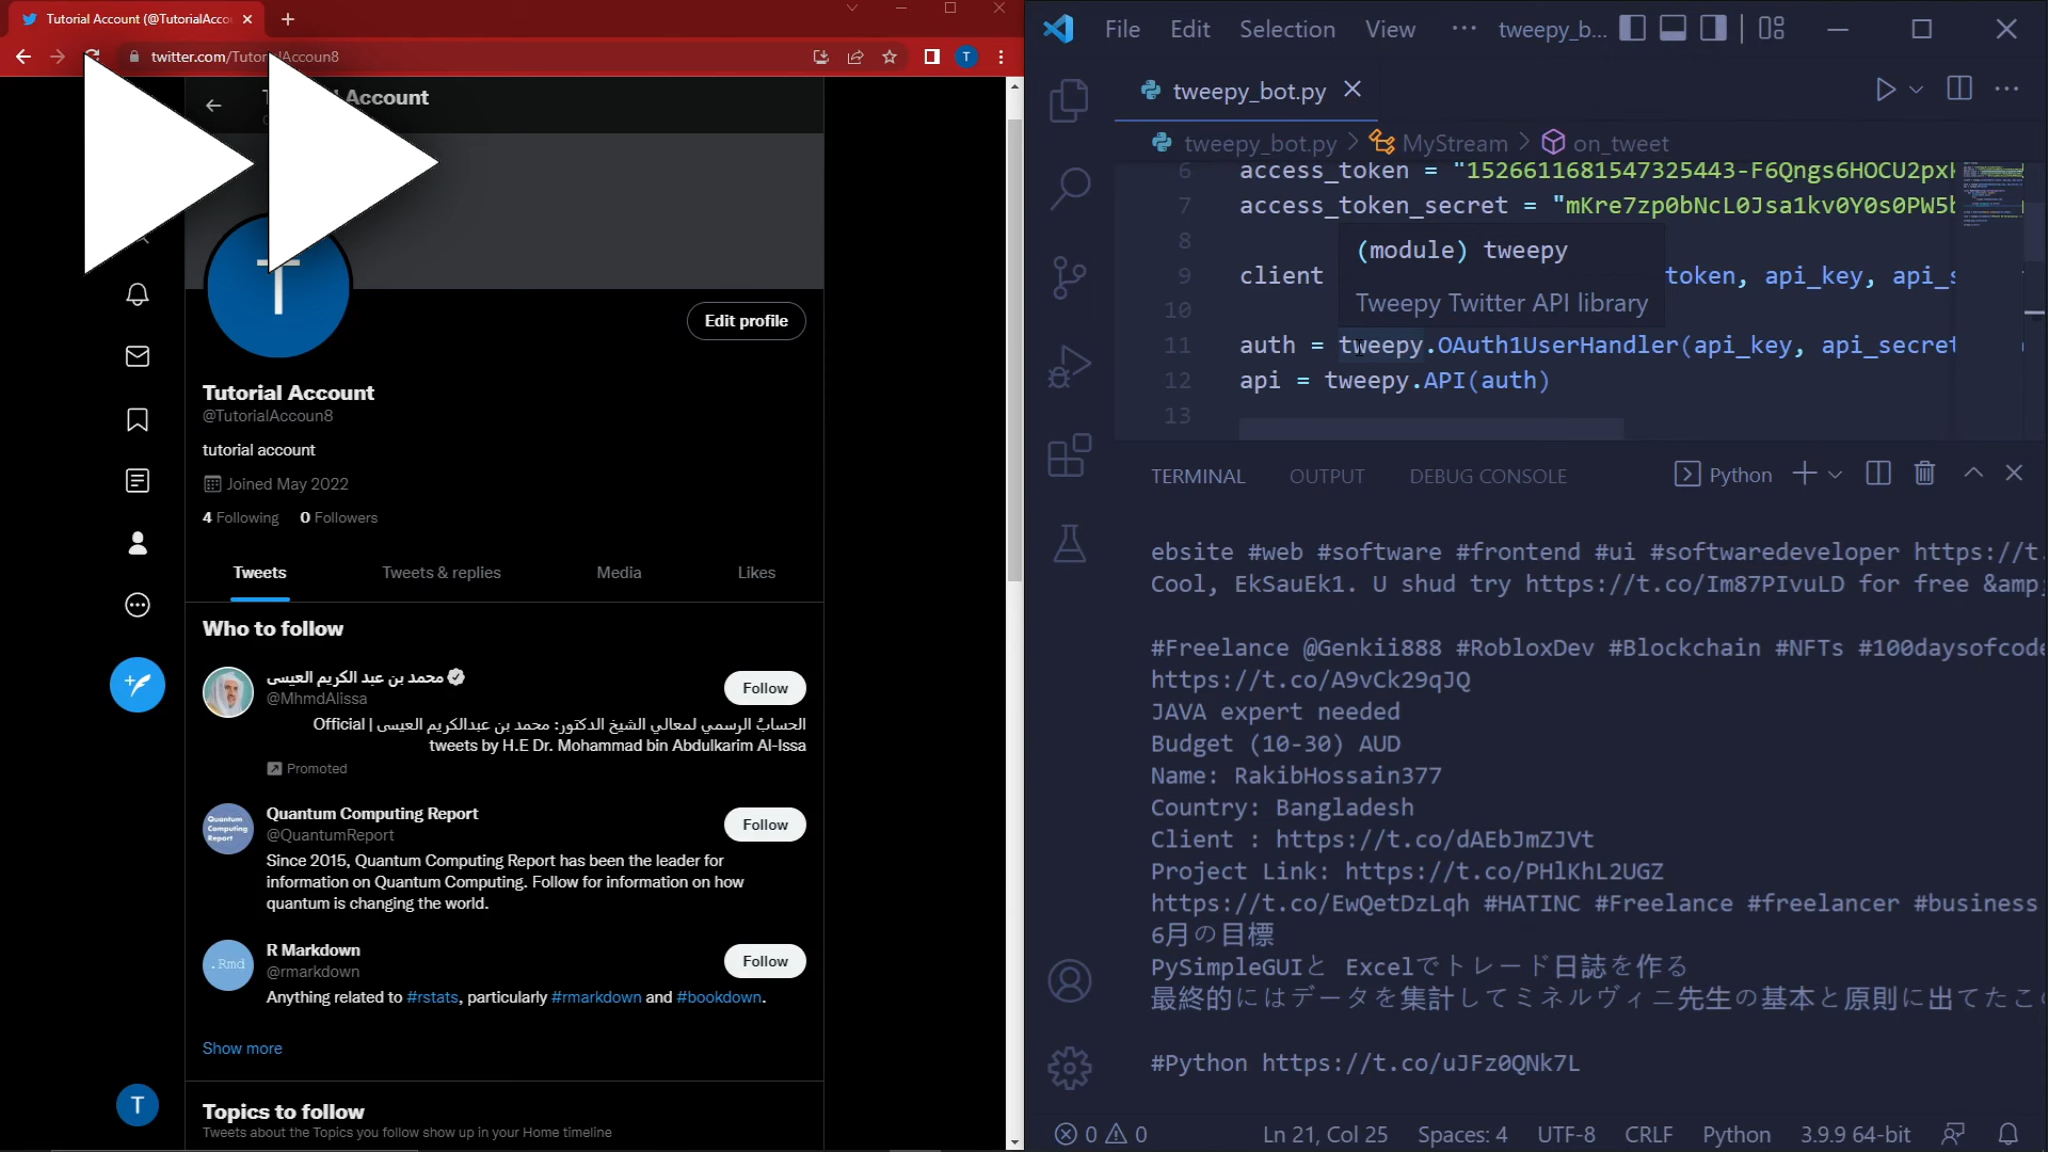 Tutorial Account (@TutorialAcco
twitter.com/Tutor Accoun8
Account
Edit profile
Tutorial Account
@TutorialAccoun8
tutorial account
Joined May 2022
4 Following 0 Followers
Tweets Tweets & replies Media Likes
Who to follow
محمد بن عبد الكريم العيسى
@MhmdAlissa
Follow
الحسابُ الرسمي لمعالي الشيخ الدكتور: محمد بن عبدالكريم العيسى | Official
tweets by H.E Dr. Mohammad bin Abdulkarim Al-Issa
Promoted
Quantum Computing Report
Quantum Computing Report
@QuantumReport
Follow
Since 2015, Quantum Computing Report has been the leader for
information on Quantum Computing. Follow for information on how
quantum is changing the world.
.Rmd
R Markdown
@rmarkdown
Follow
Anything related to #rstats, particularly #rmarkdown and #bookdown.
Show more
T
Topics to follow
Tweets about the Topics you follow show up in your Home timeline
File Edit Selection View ··· tweepy_b...
tweepy_bot.py
tweepy_bot.py > MyStream > on_tweet
6 access_token = "1526611681547325443-F6Qngs6HOCU2pxk
7 access_token_secret = "mKre7zp0bNcL0Jsa1kv0Y0s0PW5b
8
(module) tweepy
9 client token, api_key, api_s
Tweepy Twitter API library
10
11 auth = tweepy.OAuth1UserHandler(api_key, api_secret
12 api = tweepy.API(auth)
13
TERMINAL OUTPUT DEBUG CONSOLE Python
ebsite #web #software #frontend #ui #softwaredeveloper https://t.
Cool, EkSauEk1. U shud try https://t.co/Im87PIvuLD for free &amp;
#Freelance @Genkii888 #RobloxDev #Blockchain #NFTs #100daysofcode
https://t.co/A9vCk29qJQ
JAVA expert needed
Budget (10-30) AUD
Name: RakibHossain377
Country: Bangladesh
Client : https://t.co/dAEbJmZJVt
Project Link: https://t.co/PHlKhL2UGZ
https://t.co/EwQetDzLqh #HATINC #Freelance #freelancer #business
6月の目標
PySimpleGUIと Excelでトレード日誌を作る
最終的にはデータを集計してミネルヴィニ先生の基本と原則に出てたこ
#Python https://t.co/uJFz0QNk7L
0 0 Ln 21, Col 25 Spaces: 4 UTF-8 CRLF Python 3.9.9 64-bit